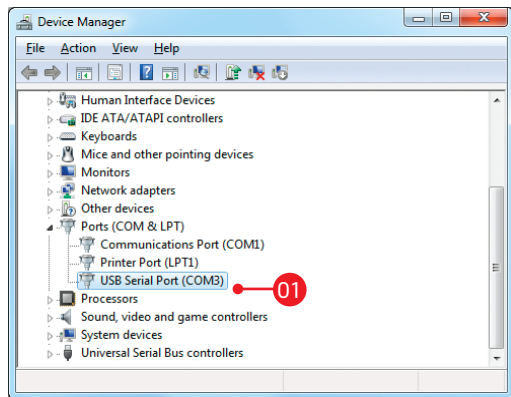 Device Manager
File Action View Help
Human Interface Devices
IDE ATA/ATAPI controllers
Keyboards
Mice and other pointing devices
Monitors
Network adapters
Other devices
Ports (COM & LPT)
Communications Port (COM1)
Printer Port (LPT1)
USB Serial Port (COM3)
01
Processors
Sound, video and game controllers
System devices
Universal Serial Bus controllers